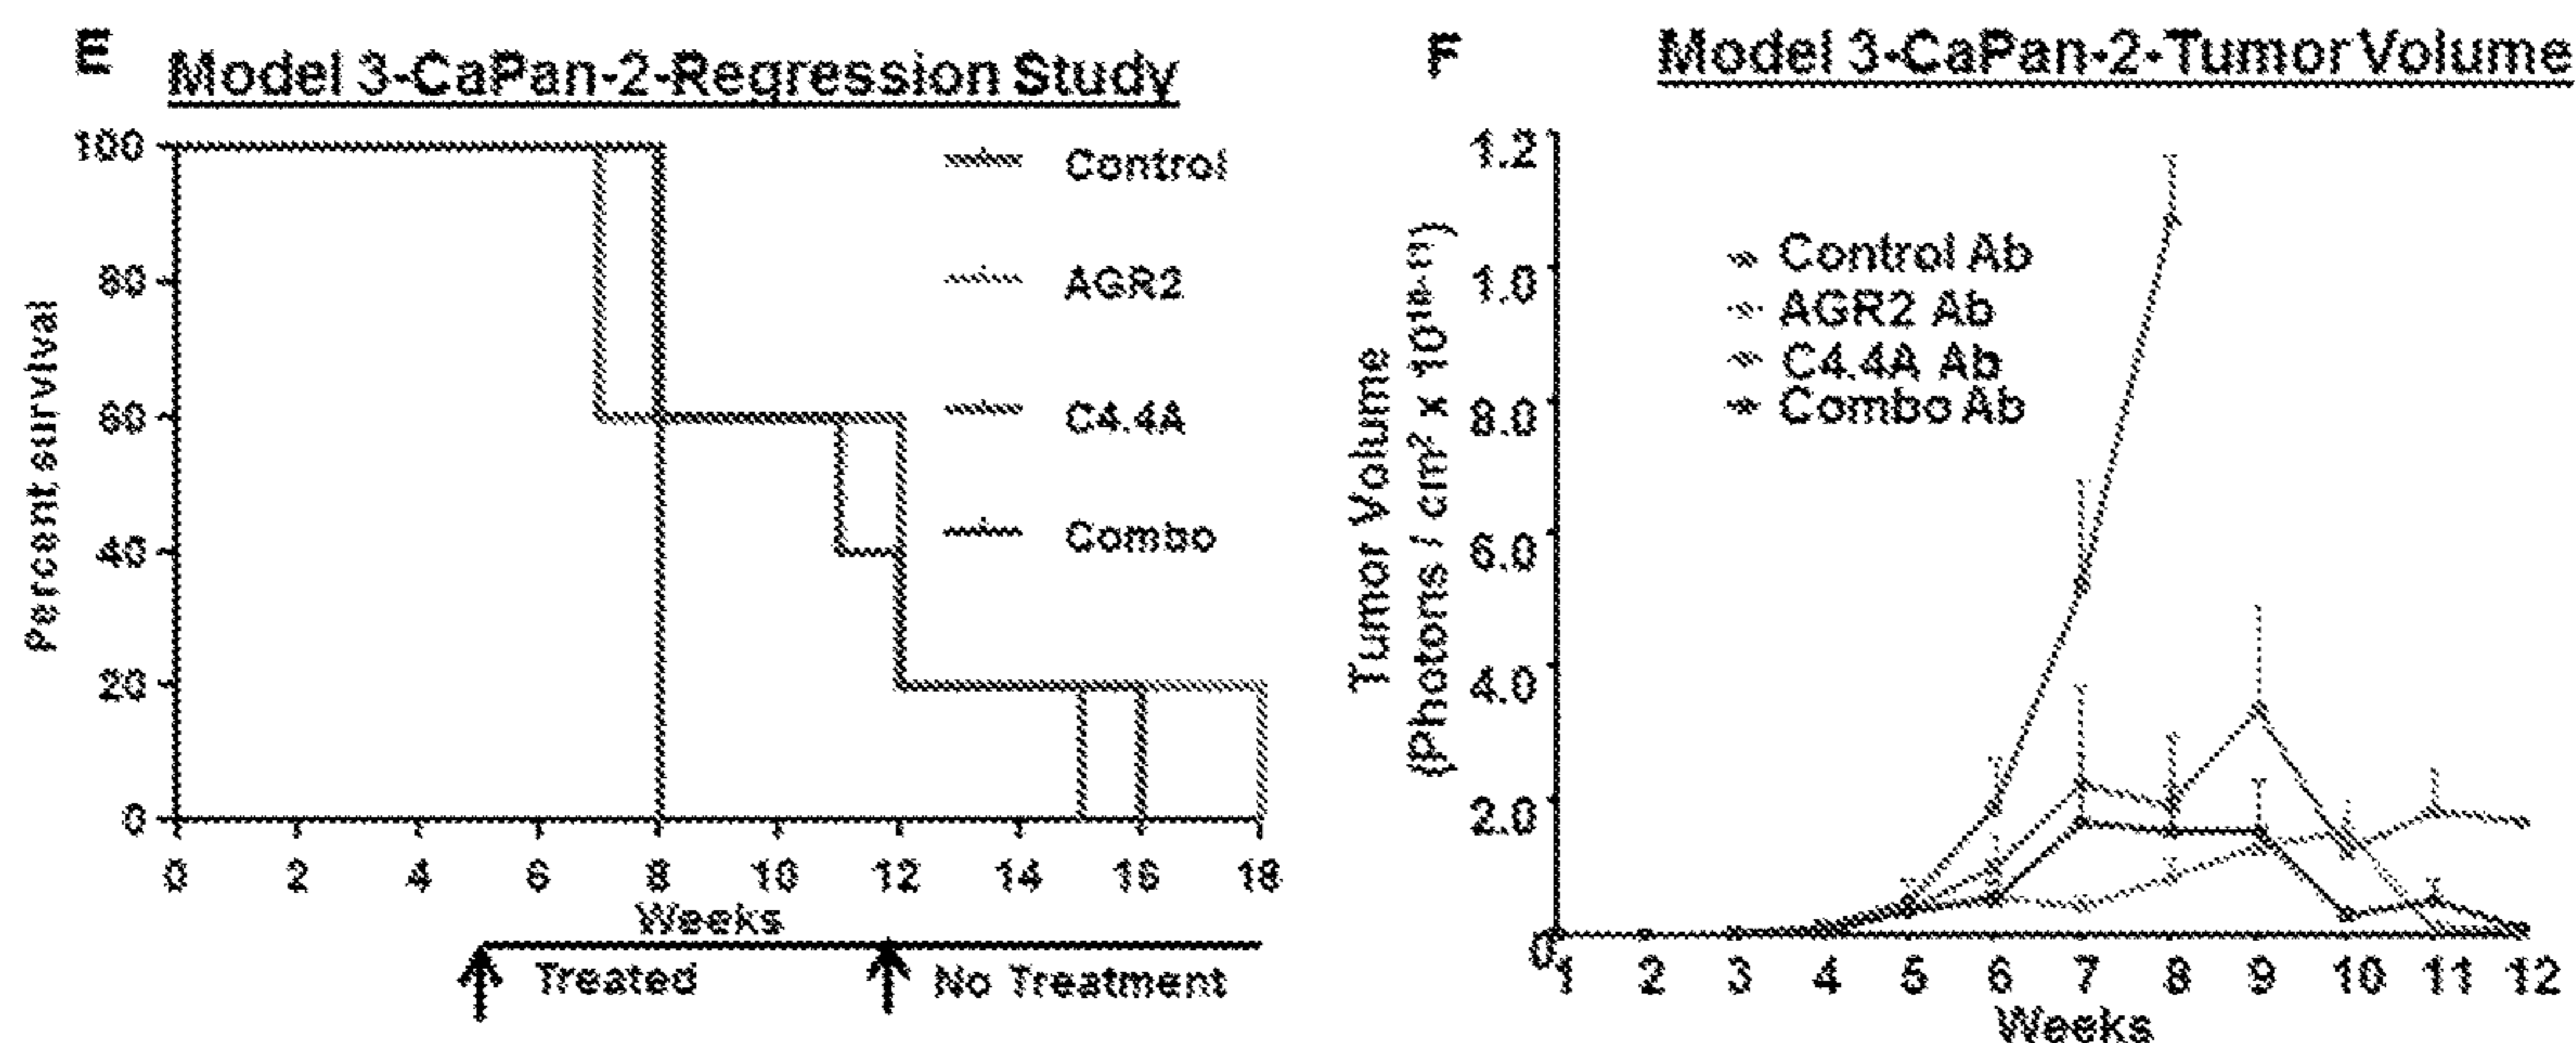 E
Model 3-CaPan-2-Regression Study
Percent survival
100
80
60
40
20
0
0 2 4 6 8 10 12 14 16 18
Weeks
Treated
No Treatment
Control
AGR2
C4.4A
Combo
F
Model 3-CaPan-2-Tumor Volume
Tumor Volume
(Photons / cm² x
1.2
1.0
8.0
6.0
4.0
2.0
0
1 2 3 4 5 6 7 8 9 10 11 12
Weeks
Control Ab
AGR2 Ab
C4.4A Ab
Combo Ab